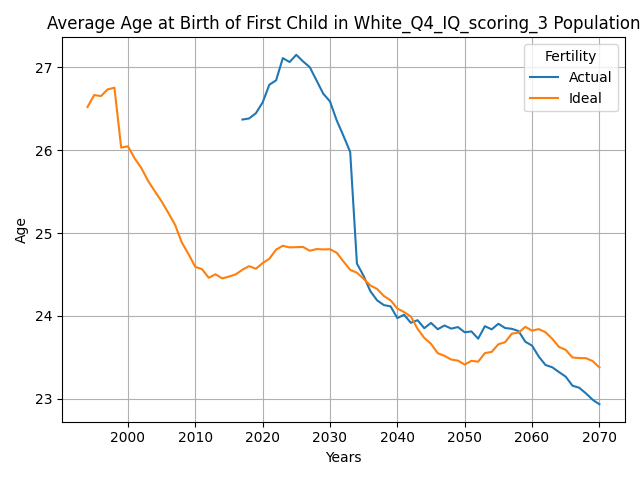 Average Age at Birth of First Child in White_Q4_IQ_scoring_3 Population
Fertility
Actual
Ideal
27
26
25
24
23
Age
2000
2010
2020
2030
2040
2050
2060
2070
Years